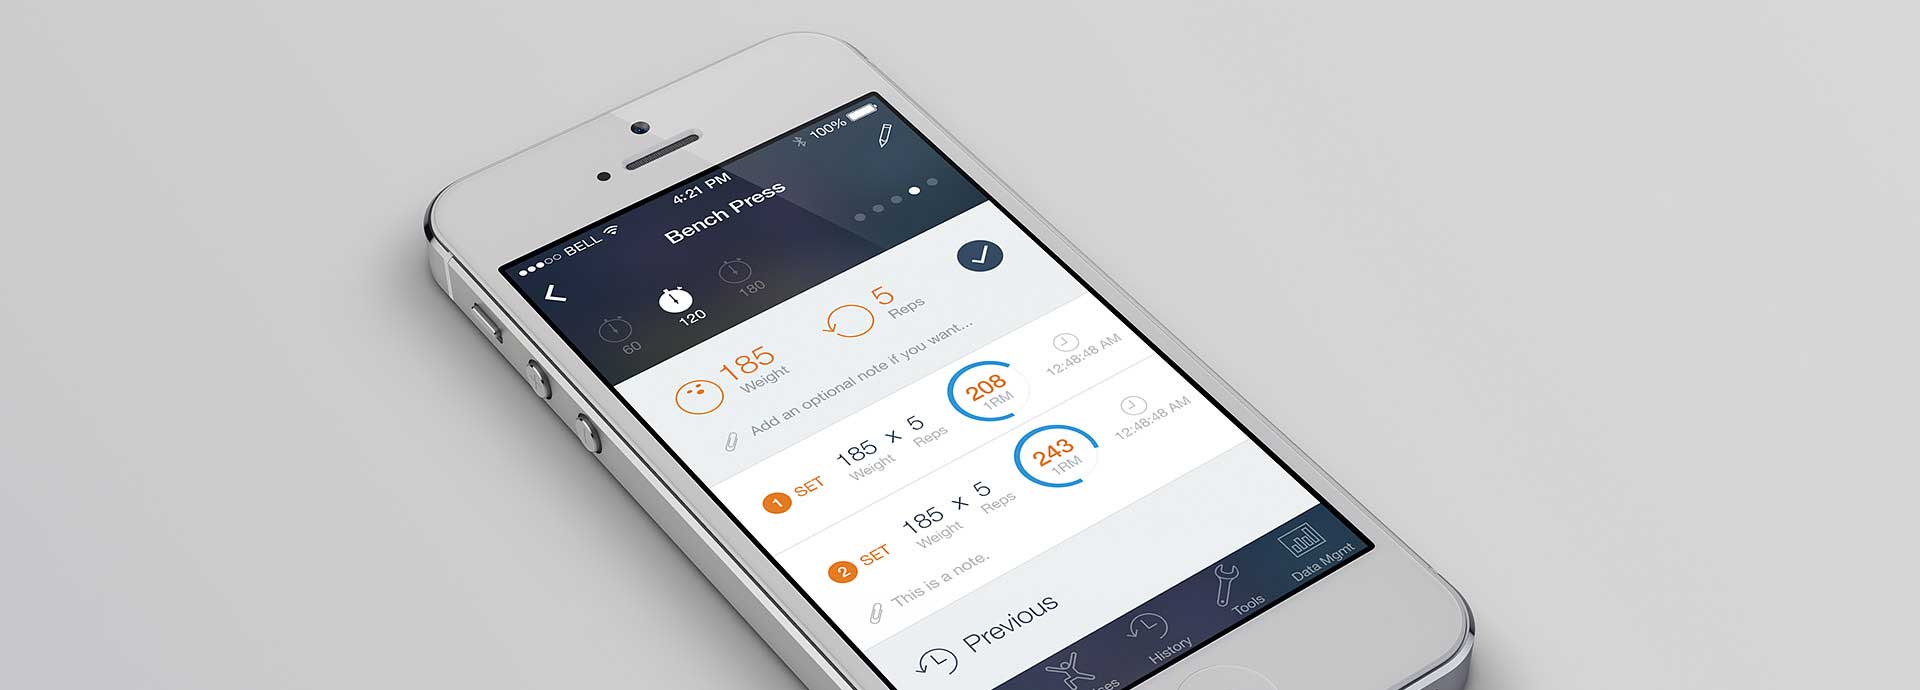 BELL 4:21 PM 100%
Bench Press
60 120 180
185 Weight
5 Reps
Add an optional note if you want...
1 SET 185 x 5 208 1RM
Weight Reps 12:48:48 AM
2 SET 185 x 5 243 1RM
Weight Reps 12:48:48 AM
This is a note.
Previous
History Tools Data Mgmt